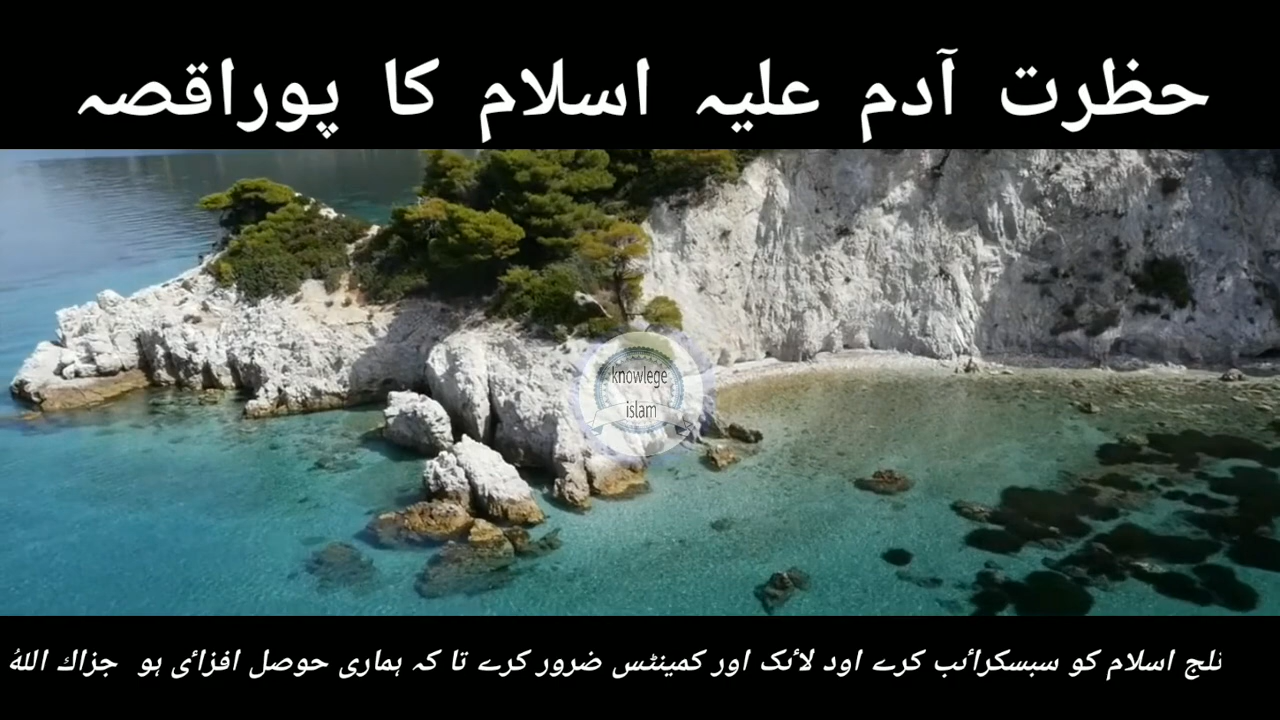 حظرت آدم علیہ اسلام کا پوراقصہ
knowlege
islam
اسلام کو سبسکرائب کرے اود لائک اور کمینٹس ضرور کرے تا کہ ہماری حوصل افزائی ہو جزاك اللهُ